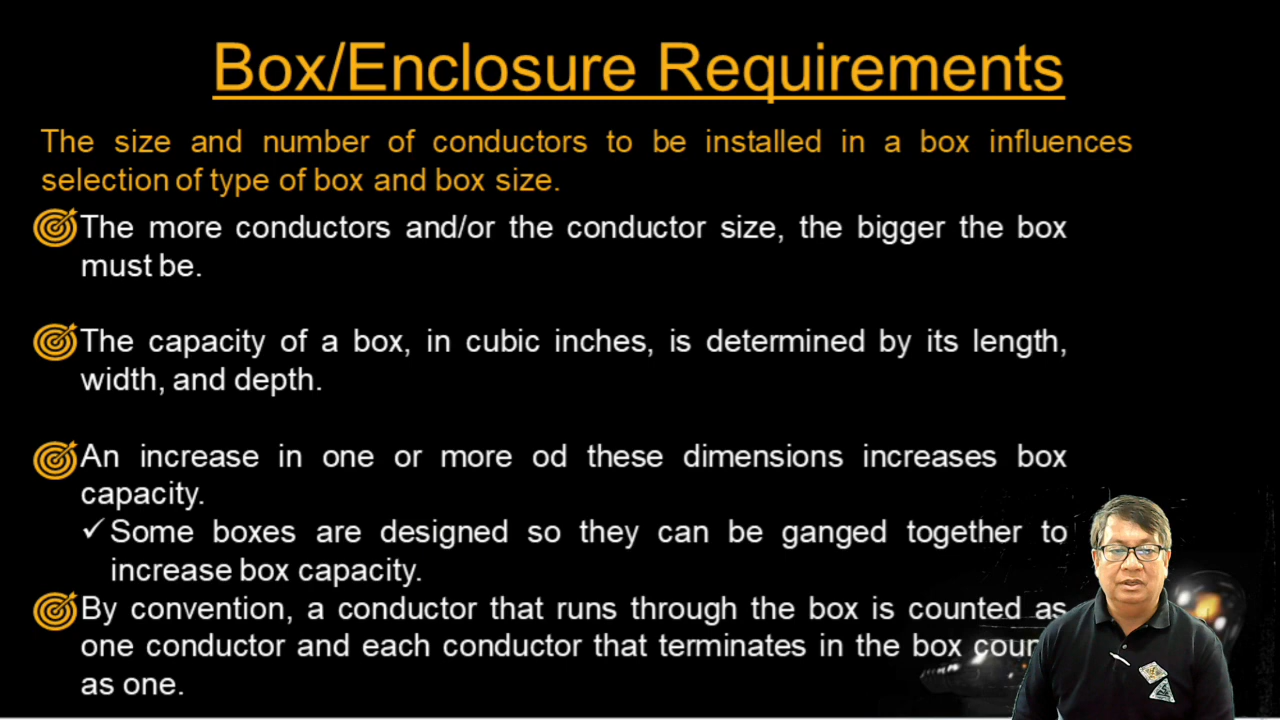 Box/Enclosure Requirements
The size and number of conductors to be installed in a box influences
selection of type of box and box size.
The more conductors and/or the conductor size, the bigger the box
must be.
The capacity of a box, in cubic inches, is determined by its length,
width, and depth.
An increase in one or more od these dimensions increases box
capacity.
✓ Some boxes are designed so they can be ganged together to
increase box capacity.
By convention, a conductor that runs through the box is counted as
one conductor and each conductor that terminates in the box
as one.